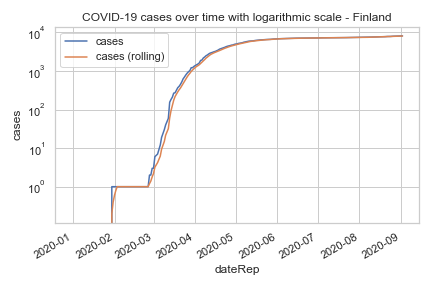 COVID-19 cases over time with logarithmic scale - Finland
cases
cases (rolling)
10⁴
10³
10²
10¹
10⁰
cases
2020-01
2020-02
2020-03
2020-04
2020-05
2020-06
2020-07
2020-08
2020-09
dateRep